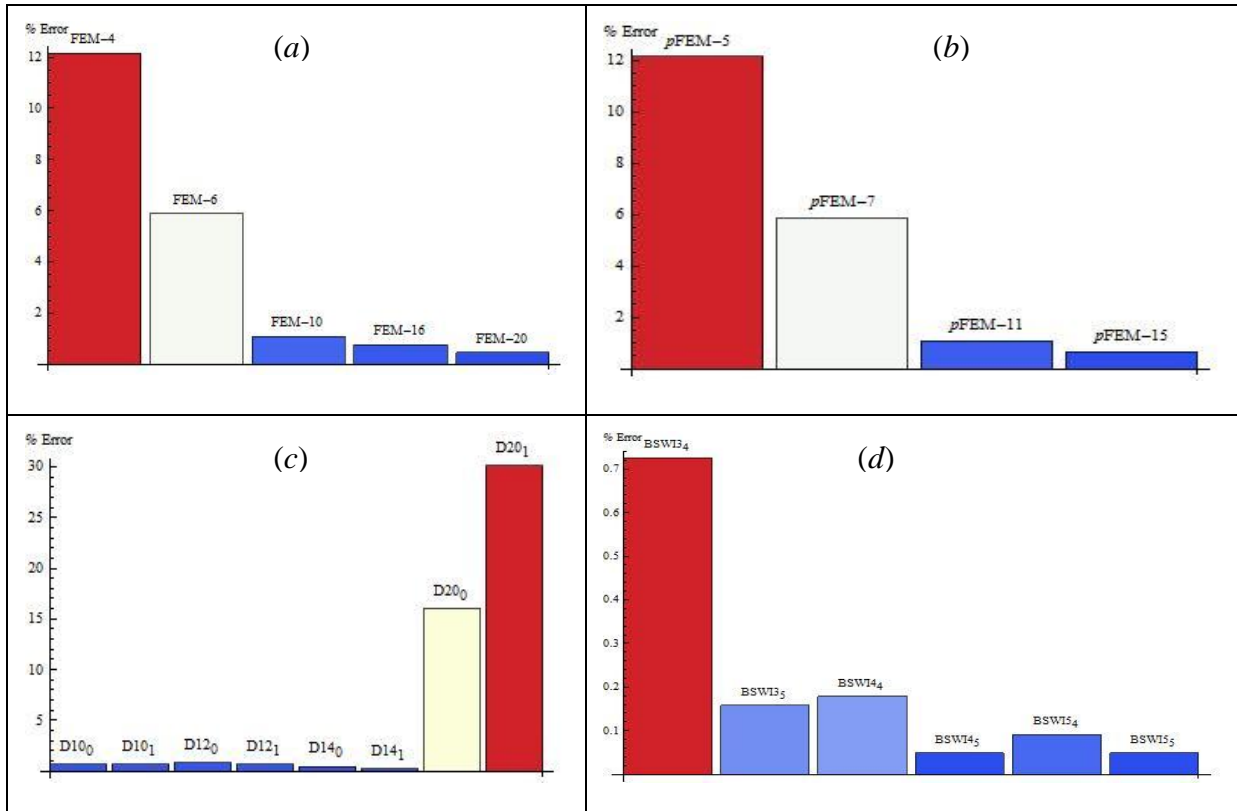 % Error
(a)
FEM–4
12
10
8
FEM–6
6
4
2
FEM–10
FEM–16
FEM–20
% Error
(b)
pFEM–5
12
10
8
pFEM–7
6
4
2
pFEM–11
pFEM–15
% Error
(c)
D20₁
30
25
20
D20₀
15
10
5
D10₀ D10₁ D12₀ D12₁ D14₀ D14₁
% Error
BSWI3₄
(d)
0.7
0.6
0.5
0.4
0.3
0.2
BSWI3₅
BSWI4₄
0.1
BSWI4₅
BSWI5₄
BSWI5₅